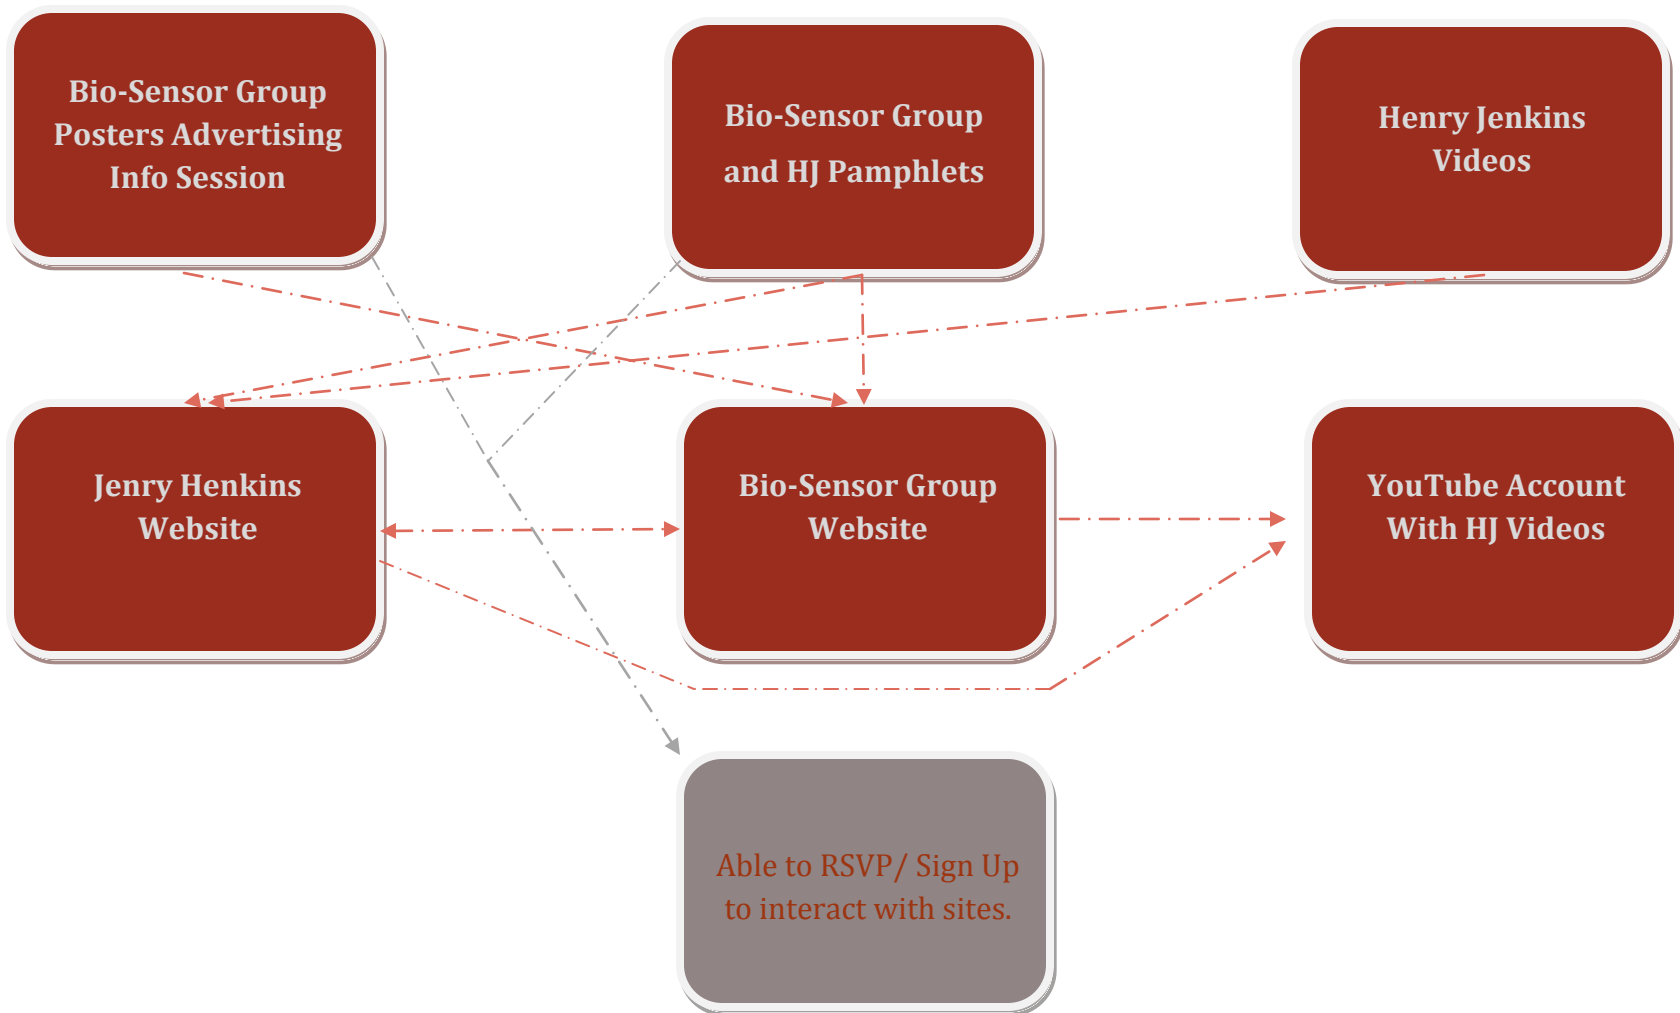 Bio-Sensor Group
Posters Advertising
Info Session
Bio-Sensor Group
and HJ Pamphlets
Henry Jenkins
Videos
Jenry Henkins
Website
Bio-Sensor Group
Website
YouTube Account
With HJ Videos
Able to RSVP/ Sign Up
to interact with sites.